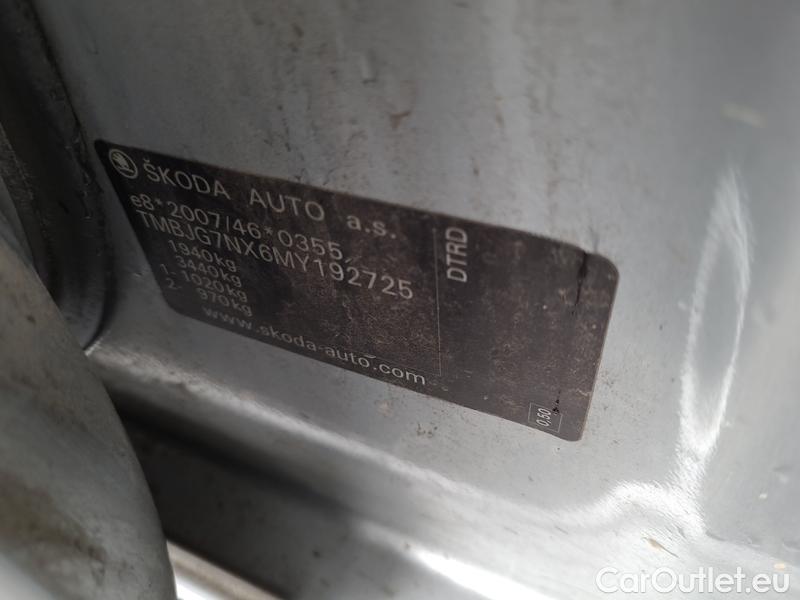 ŠKODA AUTO a.s.
e8*2007/46*0355
TMBJG7NX6MY192725
1940kg
3440kg
1- 1020kg
2- 970kg
www.skoda-auto.com
DTRD
0,50
CarOutlet.eu